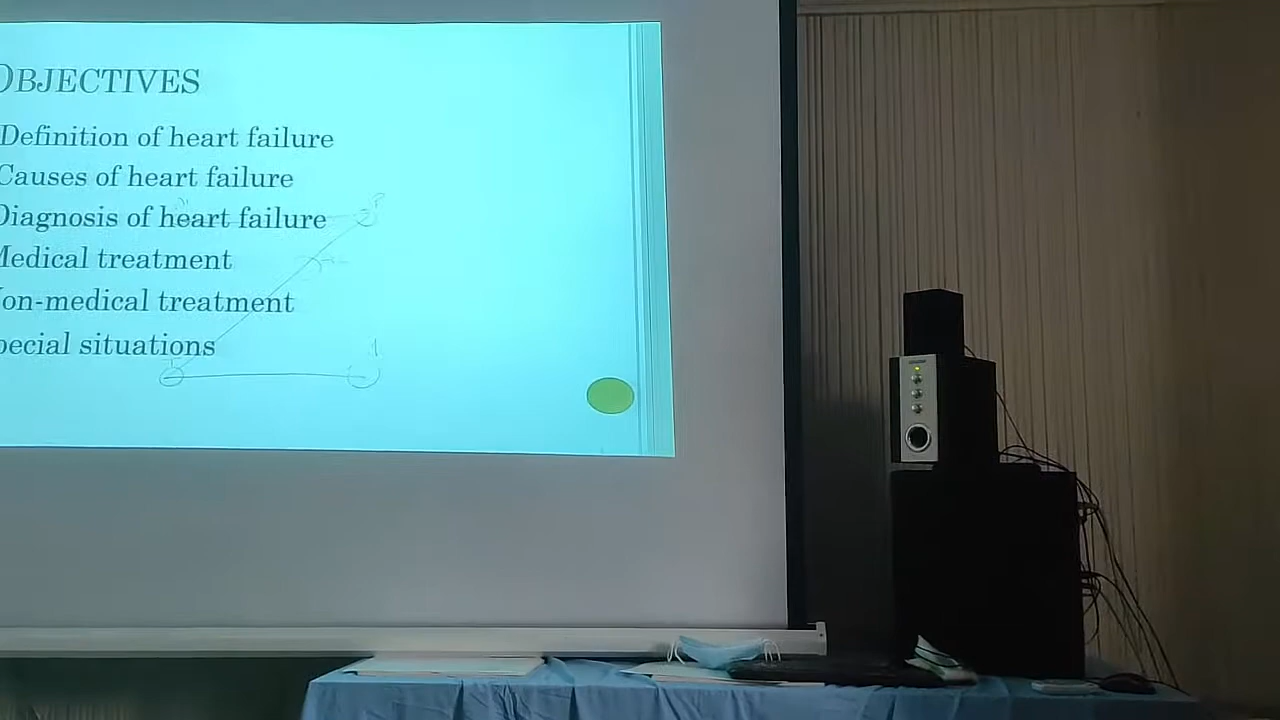 OBJECTIVES
Definition of heart failure
Causes of heart failure
Diagnosis of heart failure
Medical treatment
Non-medical treatment
pecial situations